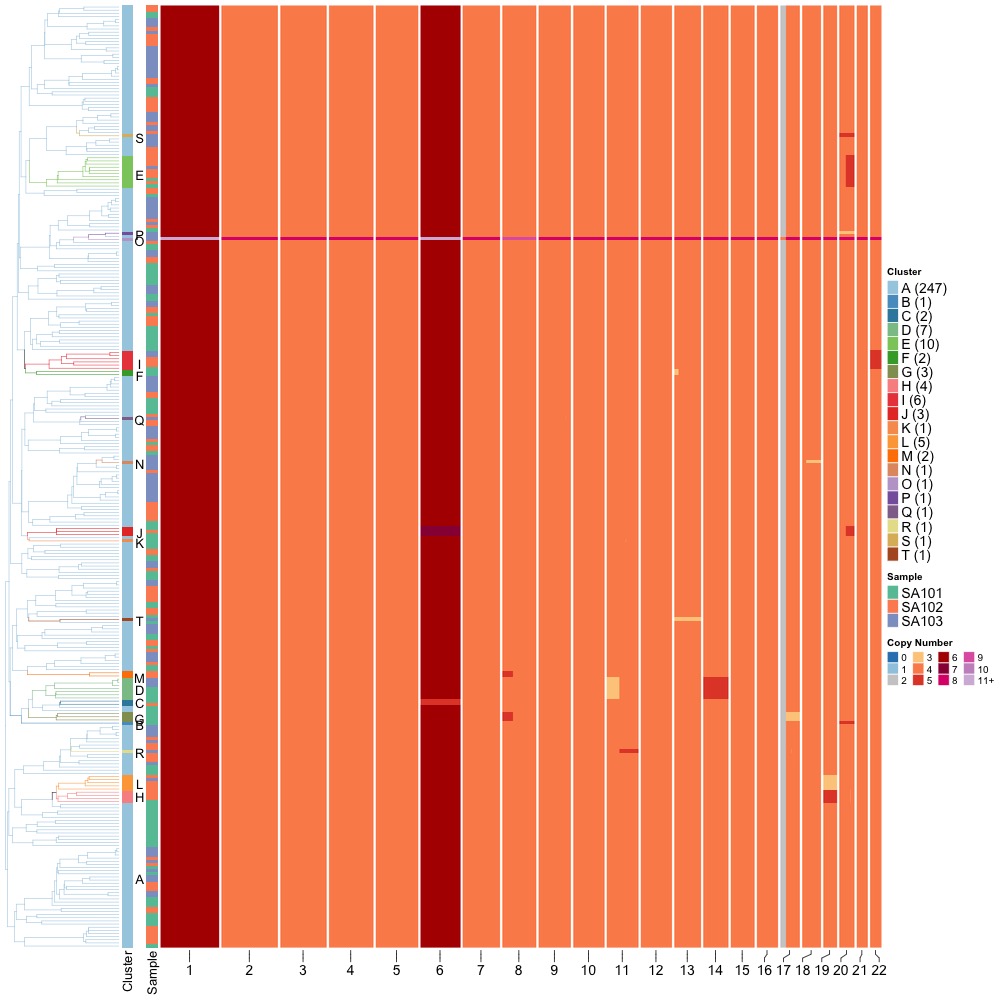 S
E
P
O
I
F
Q
N
J
K
T
M
D
C
G
B
R
L
H
A
Cluster
Sample
1 2 3 4 5 6 7 8 9 10 11 12 13 14 15 16 17 18 19 20 21 22
Cluster
A (247)
B (1)
C (2)
D (7)
E (10)
F (2)
G (3)
H (4)
I (6)
J (3)
K (1)
L (5)
M (2)
N (1)
O (1)
P (1)
Q (1)
R (1)
S (1)
T (1)
Sample
SA101
SA102
SA103
Copy Number
0 3 6 9
1 4 7 10
2 5 8 11+